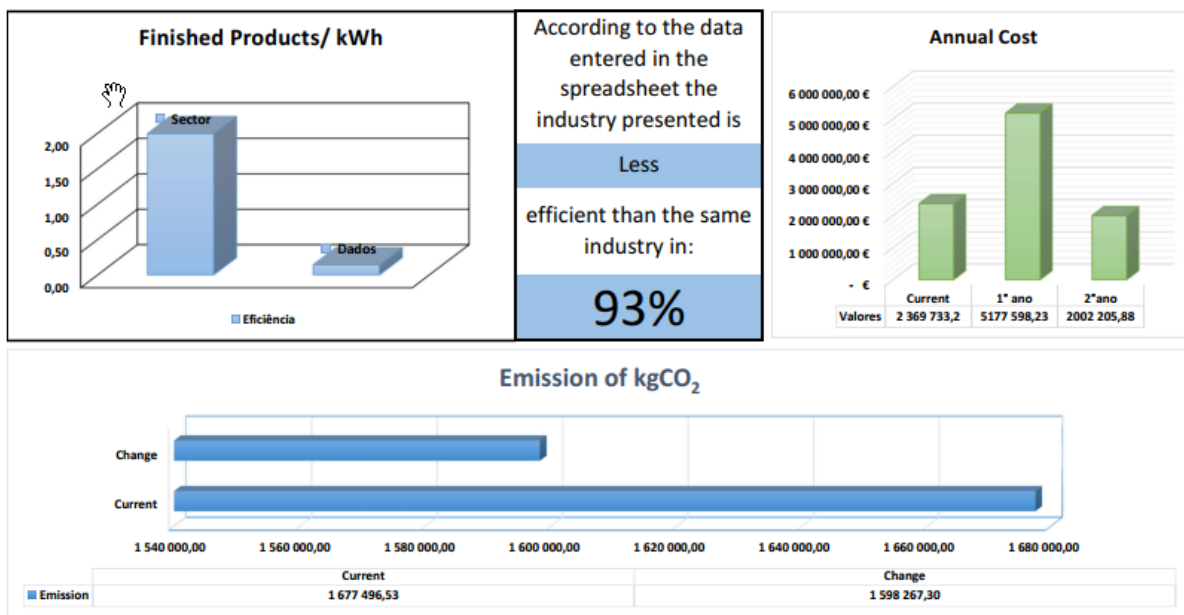 Finished Products/ kWh
Sector
2,00
1,50
1,00
0,50
0,00
Dados
Eficiência
According to the data
entered in the
spreadsheet the
industry presented is
Less
efficient than the same
industry in:
93%
Annual Cost
6 000 000,00 €
5 000 000,00 €
4 000 000,00 €
3 000 000,00 €
2 000 000,00 €
1 000 000,00 €
- €
Current 1° ano 2°ano
Valores 2 369 733,2 5177 598,23 2002 205,88
Emission of kgCO₂
Change
Current
1 540 000,00 1 560 000,00 1 580 000,00 1 600 000,00 1 620 000,00 1 640 000,00 1 660 000,00 1 680 000,00
Current Change
Emission 1 677 496,53 1 598 267,30